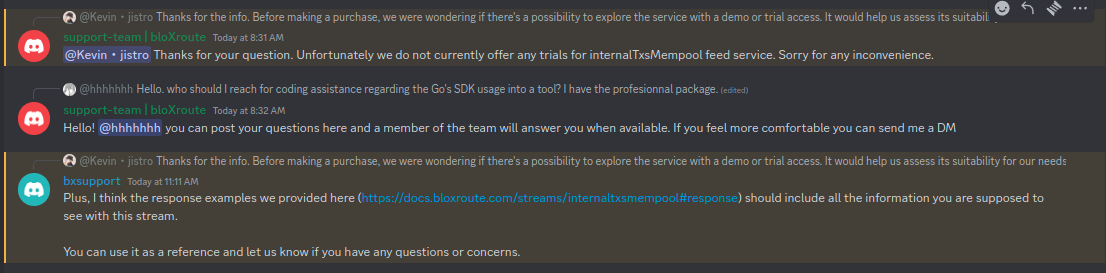 @Kevin • jistro Thanks for the info. Before making a purchase, we were wondering if there's a possibility to explore the service with a demo or trial access. It would help us assess its suitabil
support-team | bloXroute Today at 8:31 AM
@Kevin • jistro Thanks for your question. Unfortunately we do not currently offer any trials for internalTxsMempool feed service. Sorry for any inconvenience.
@hhhhhhh Hello. who should I reach for coding assistance regarding the Go's SDK usage into a tool? I have the profesionnal package. (edited)
support-team | bloXroute Today at 8:32 AM
Hello! @hhhhhhh you can post your questions here and a member of the team will answer you when available. If you feel more comfortable you can send me a DM
@Kevin • jistro Thanks for the info. Before making a purchase, we were wondering if there's a possibility to explore the service with a demo or trial access. It would help us assess its suitability for our needs
bxsupport Today at 11:11 AM
Plus, I think the response examples we provided here (https://docs.bloxroute.com/streams/internaltxsmempool#response) should include all the information you are supposed to
see with this stream.
You can use it as a reference and let us know if you have any questions or concerns.